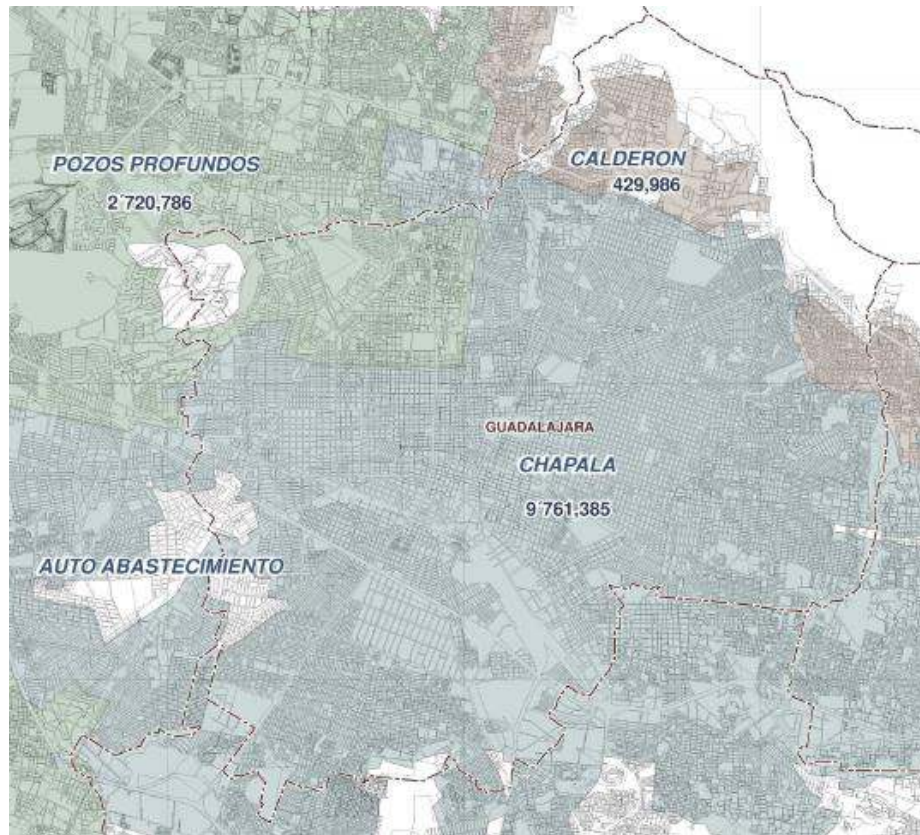 POZOS PROFUNDOS
2´720,786
CALDERON
429,986
GUADALAJARA
CHAPALA
9´761,385
AUTO ABASTECIMIENTO